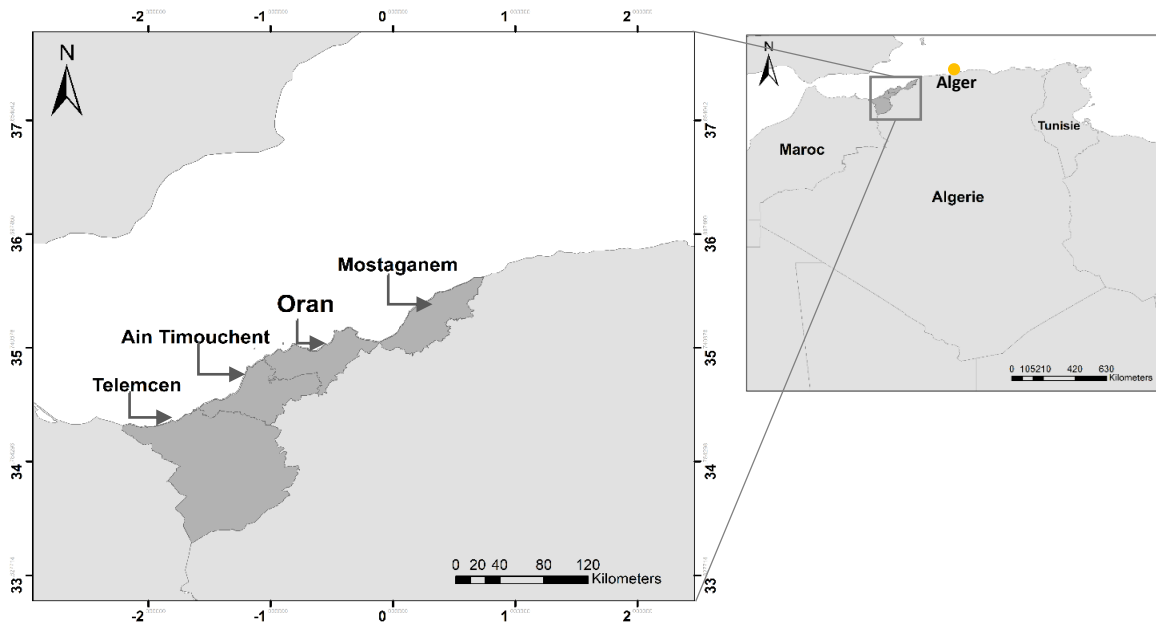 -2 -1 0 1 2
N
37
36
35
34
33
Mostaganem
Oran
Ain Timouchent
Telemcen
0 20 40 80 120
Kilometers
37
36
35
34
33
-2 -1 0 1 2
N
Alger
Tunisie
Maroc
Algerie
0 105210 420 630
Kilometers